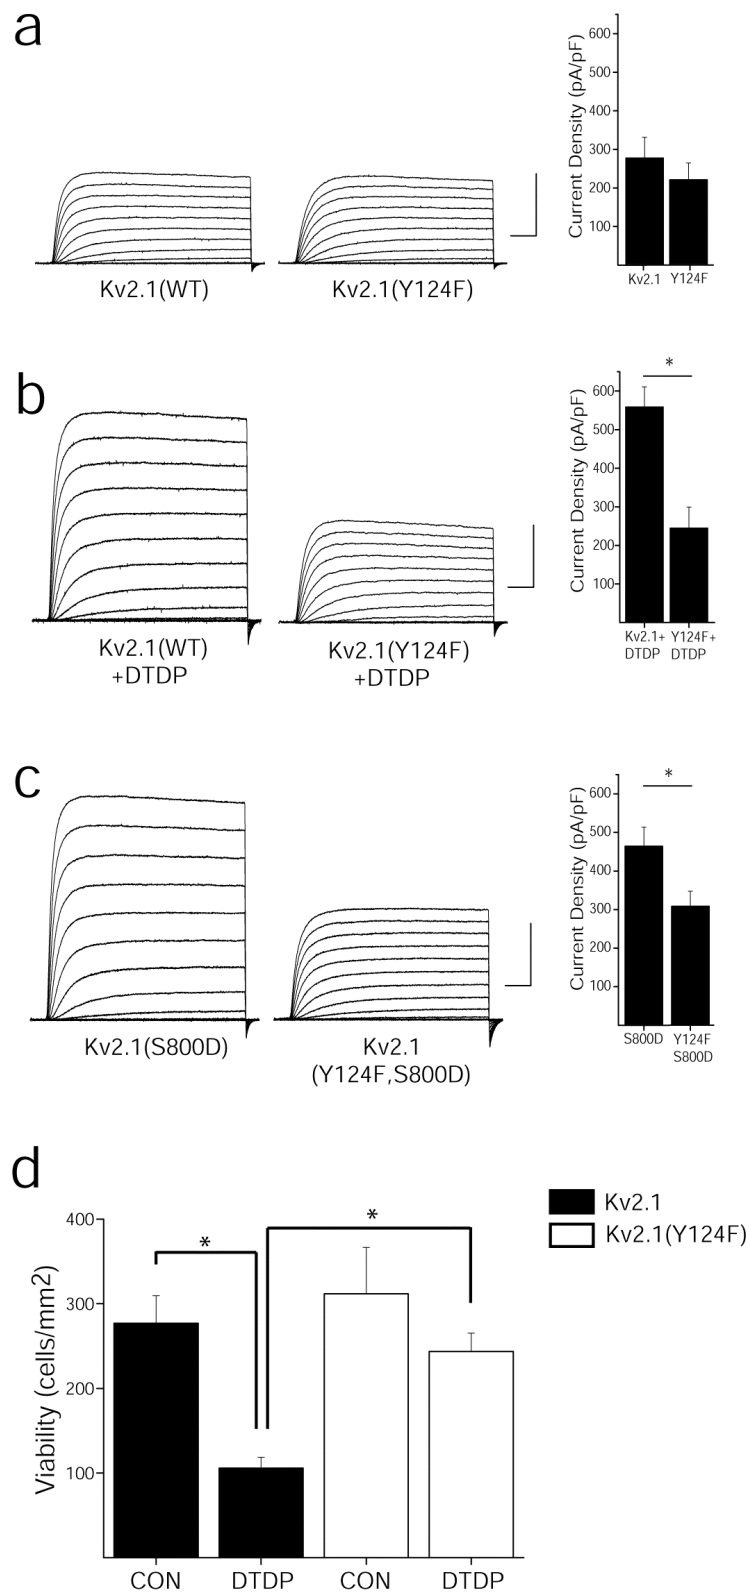 a
Current Density (pA/pF)
600
500
400
300
200
100
Kv2.1 Y124F
Kv2.1(WT)
Kv2.1(Y124F)
b
*
Current Density (pA/pF)
600
500
400
300
200
100
Kv2.1+
DTDP
Y124F+
DTDP
Kv2.1(WT)
+DTDP
Kv2.1(Y124F)
+DTDP
c
*
Current Density (pA/pF)
600
500
400
300
200
100
S800D
Y124F
S800D
Kv2.1(S800D)
Kv2.1
(Y124F,S800D)
d
Kv2.1
Kv2.1(Y124F)
Viability (cells/mm2)
400
300
200
100
*
*
CON DTDP CON DTDP